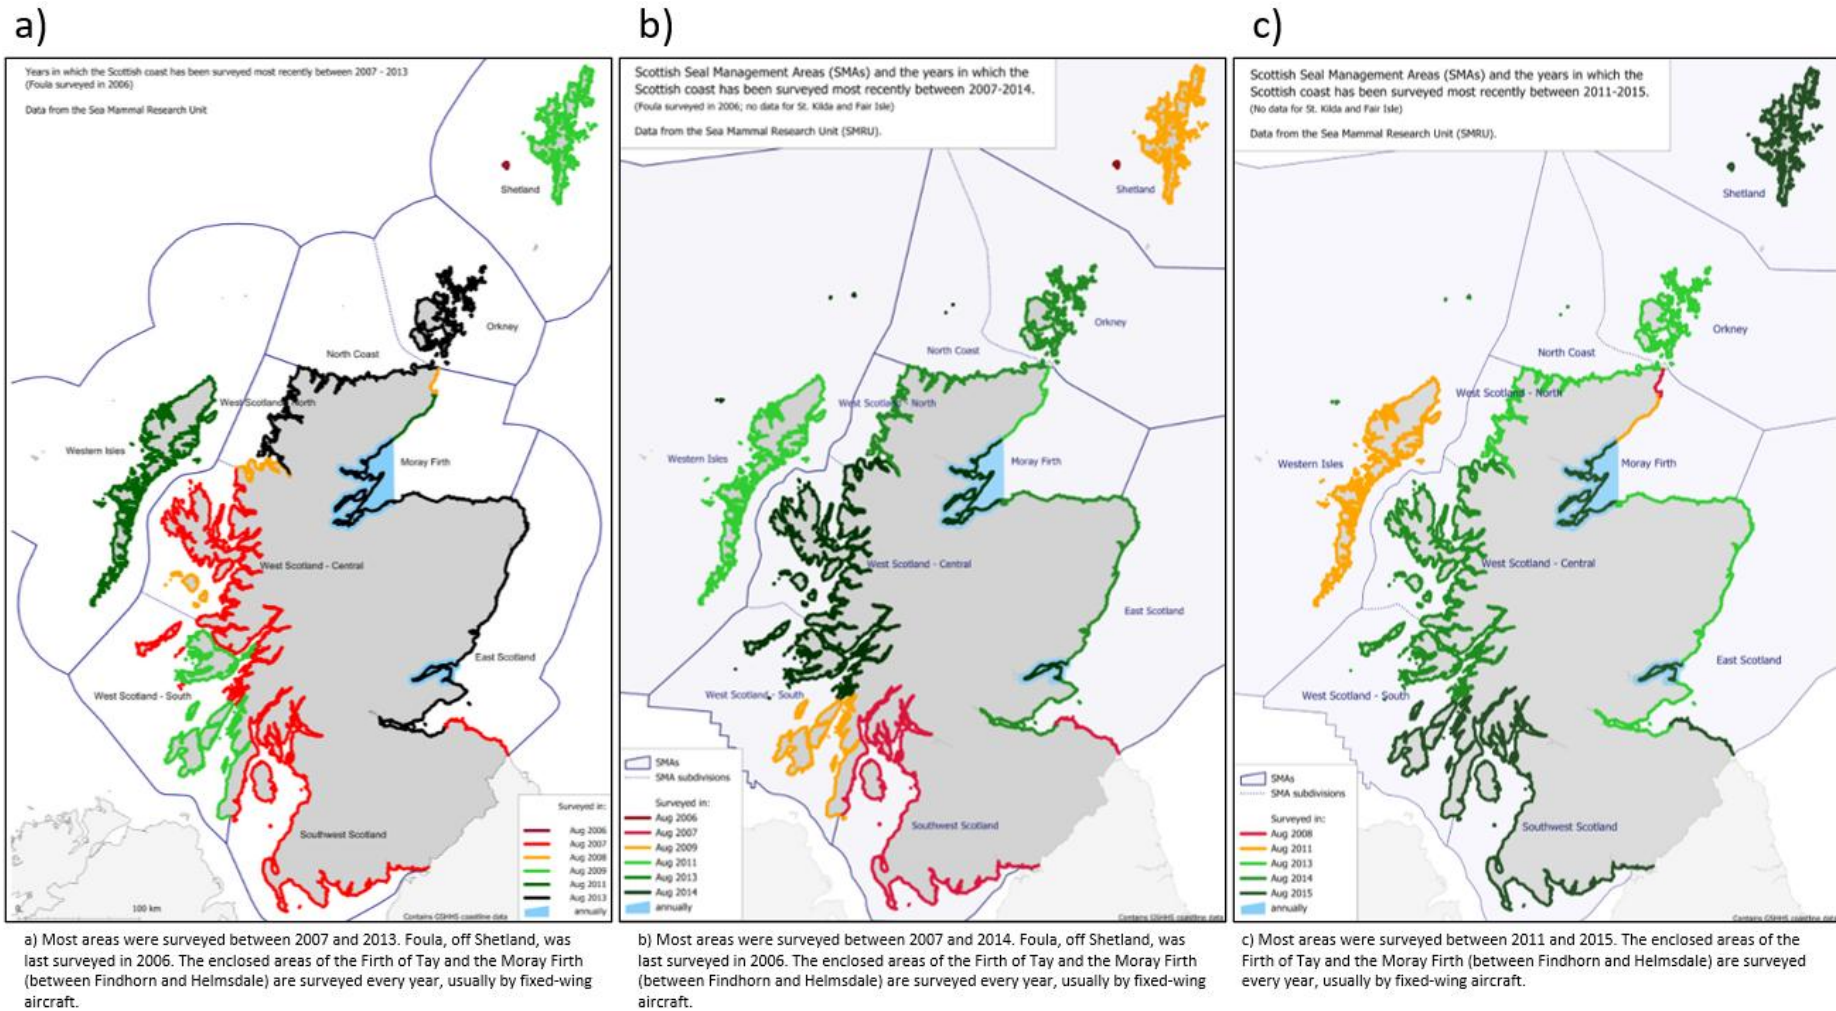 a)
Years in which the Scottish coast has been surveyed most recently between 2007 - 2013
(Foula surveyed in 2006)
Data from the Sea Mammal Research Unit
Shetland
Orkney
North Coast
West Scotland - North
Western Isles
Moray Firth
West Scotland - Central
East Scotland
West Scotland - South
Southwest Scotland
Surveyed in:
Aug 2006
Aug 2007
Aug 2008
Aug 2009
Aug 2011
Aug 2013
annually
0 100 km
Contains GSHHS coastline data
a) Most areas were surveyed between 2007 and 2013. Foula, off Shetland, was
last surveyed in 2006. The enclosed areas of the Firth of Tay and the Moray Firth
(between Findhorn and Helmsdale) are surveyed every year, usually by fixed-wing
aircraft.
b)
Scottish Seal Management Areas (SMAs) and the years in which the
Scottish coast has been surveyed most recently between 2007-2014.
(Foula surveyed in 2006; no data for St. Kilda and Fair Isle)
Data from the Sea Mammal Research Unit (SMRU).
Shetland
Orkney
North Coast
West Scotland - North
Western Isles
Moray Firth
West Scotland - Central
East Scotland
West Scotland - South
Southwest Scotland
SMAs
SMA subdivisions
Surveyed in:
Aug 2006
Aug 2007
Aug 2009
Aug 2011
Aug 2013
Aug 2014
annually
Contains GSHHS coastline data
b) Most areas were surveyed between 2007 and 2014. Foula, off Shetland, was
last surveyed in 2006. The enclosed areas of the Firth of Tay and the Moray Firth
(between Findhorn and Helmsdale) are surveyed every year, usually by fixed-wing
aircraft.
c)
Scottish Seal Management Areas (SMAs) and the years in which the
Scottish coast has been surveyed most recently between 2011-2015.
(No data for St. Kilda and Fair Isle)
Data from the Sea Mammal Research Unit (SMRU).
Shetland
Orkney
North Coast
West Scotland - North
Western Isles
Moray Firth
West Scotland - Central
East Scotland
West Scotland - South
Southwest Scotland
SMAs
SMA subdivisions
Surveyed in:
Aug 2008
Aug 2011
Aug 2013
Aug 2014
Aug 2015
annually
Contains GSHHS coastline data
c) Most areas were surveyed between 2011 and 2015. The enclosed areas of the
Firth of Tay and the Moray Firth (between Findhorn and Helmsdale) are surveyed
every year, usually by fixed-wing aircraft.